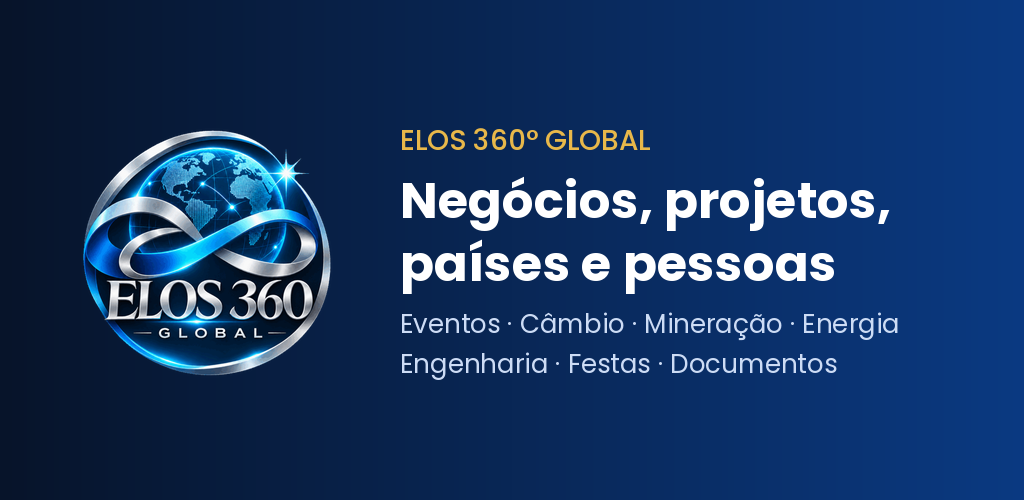 ELOS 360
GLOBAL
ELOS 360° GLOBAL
Negócios, projetos,
países e pessoas
Eventos · Câmbio · Mineração · Energia
Engenharia · Festas · Documentos